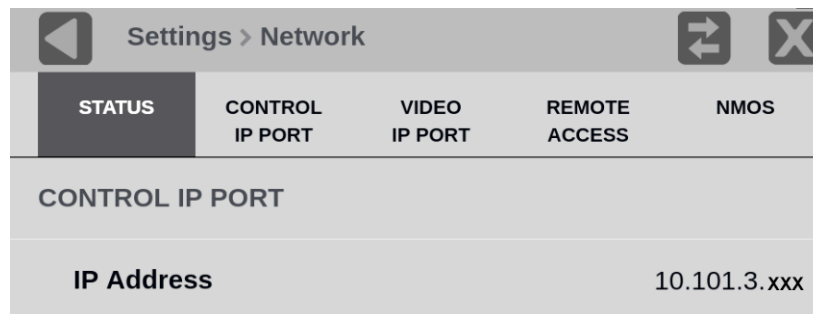 Settings > Network
STATUS CONTROL IP PORT VIDEO IP PORT REMOTE ACCESS NMOS
CONTROL IP PORT
IP Address 10.101.3.xxx